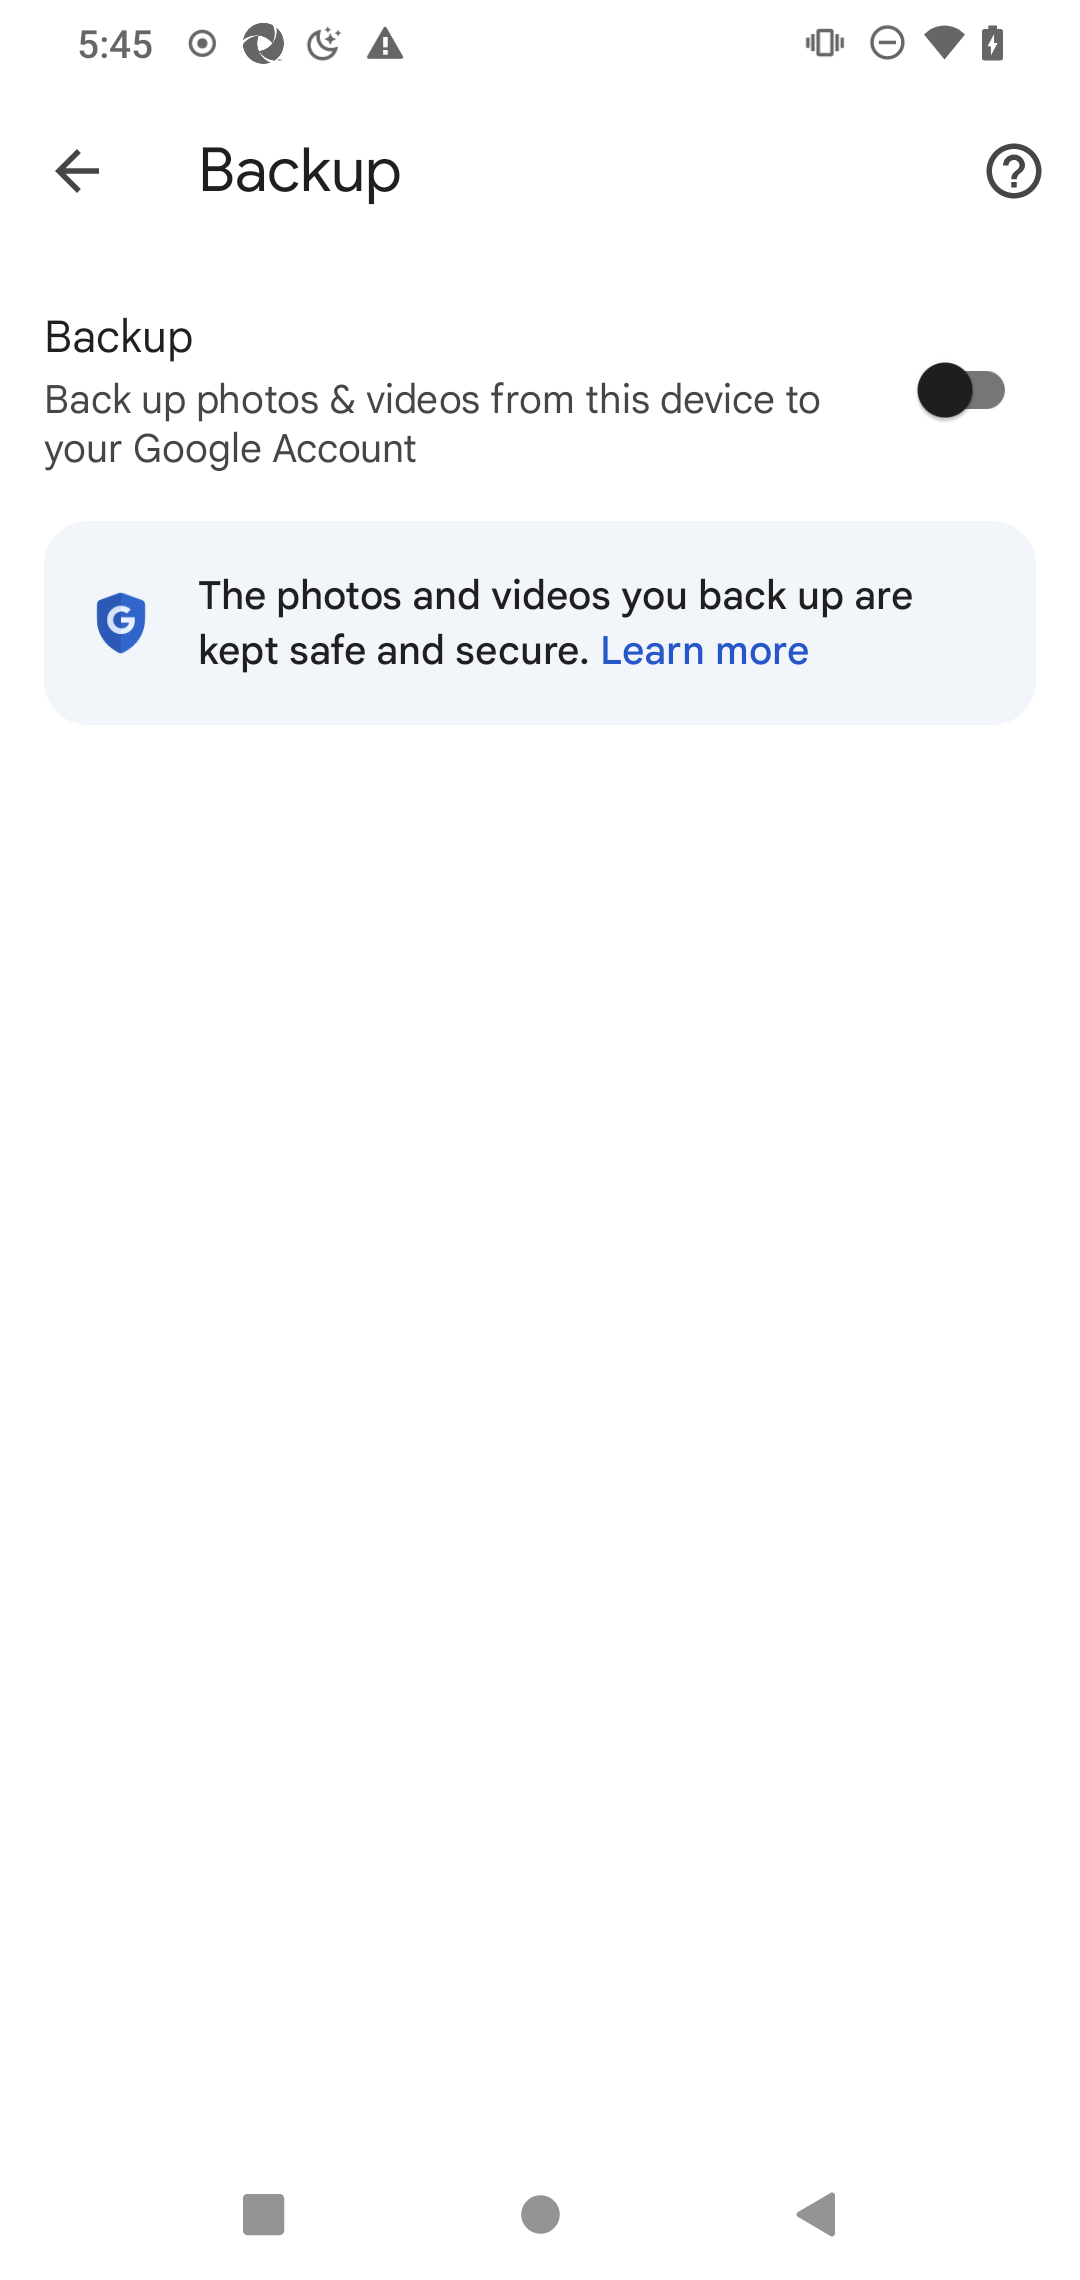 5:45
Backup
Backup
Back up photos & videos from this device to
your Google Account
The photos and videos you back up are
kept safe and secure. Learn more